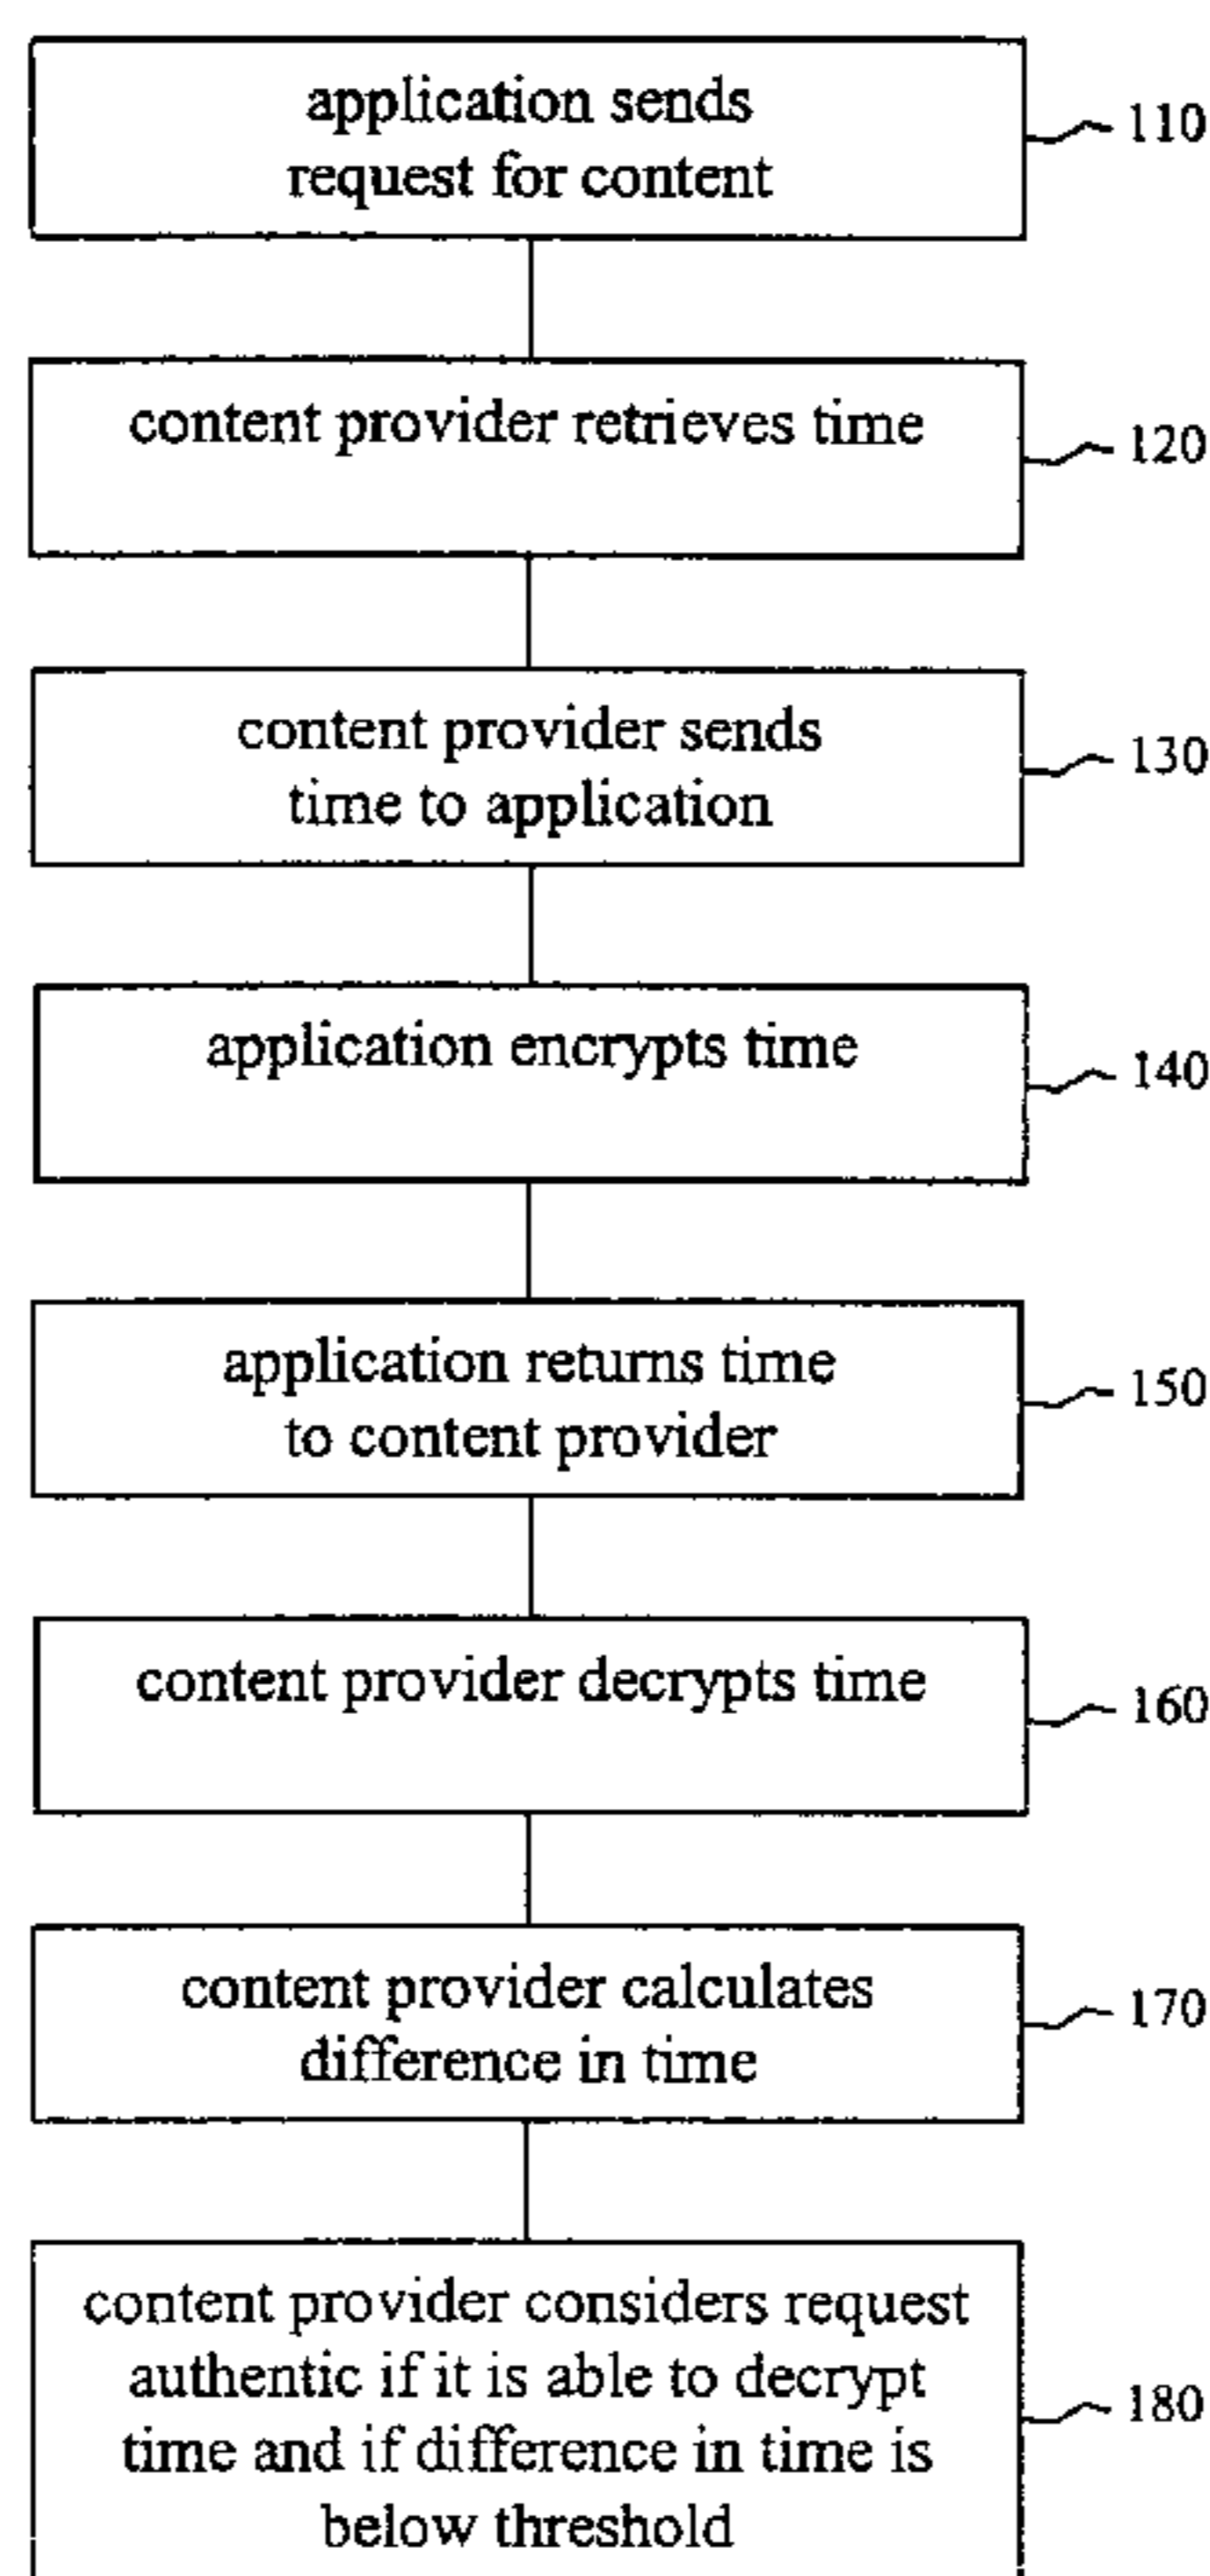 application sends
request for content
110
content provider retrieves time
120
content provider sends
time to application
130
application encrypts time
140
application returns time
to content provider
150
content provider decrypts time
160
content provider calculates
difference in time
170
content provider considers request
authentic if it is able to decrypt
time and if difference in time is
below threshold
180